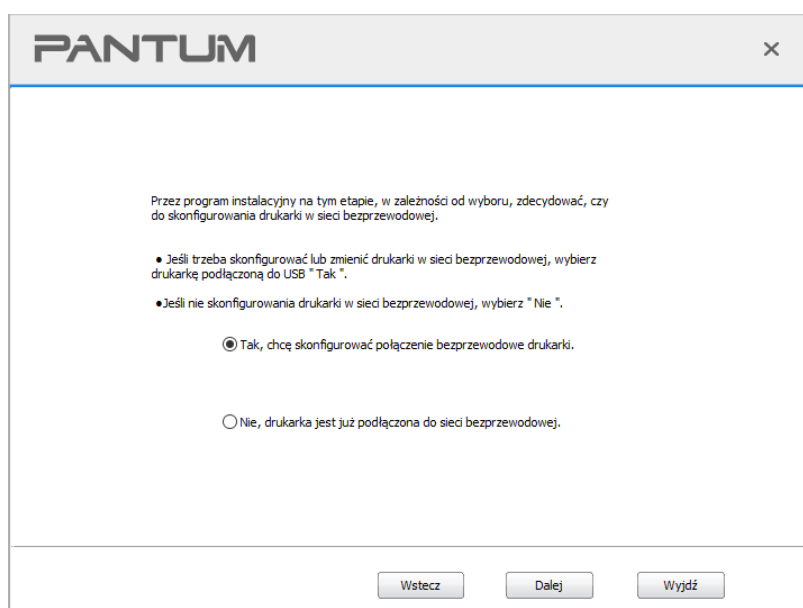 PANTUM
Przez program instalacyjny na tym etapie, w zależności od wyboru, zdecydować, czy
do skonfigurowania drukarki w sieci bezprzewodowej.
● Jeśli trzeba skonfigurować lub zmienić drukarki w sieci bezprzewodowej, wybierz
drukarkę podłączoną do USB " Tak ".
●Jeśli nie skonfigurowania drukarki w sieci bezprzewodowej, wybierz " Nie ".
Tak, chcę skonfigurować połączenie bezprzewodowe drukarki.
Nie, drukarka jest już podłączona do sieci bezprzewodowej.
Wstecz Dalej Wyjdź